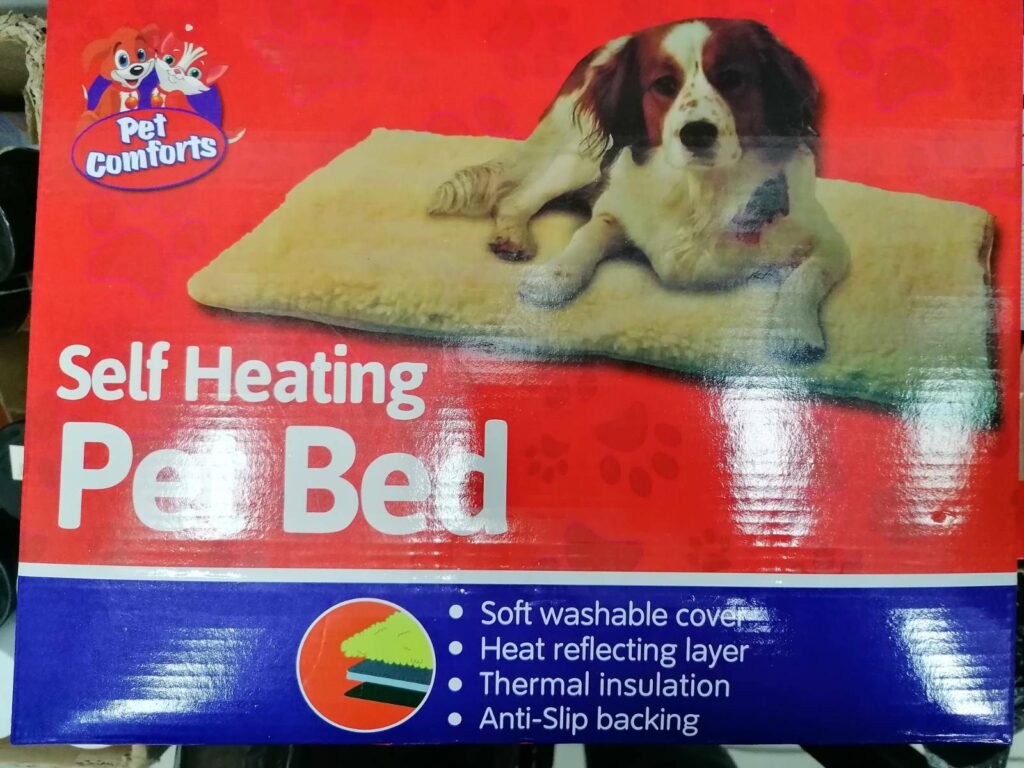 Pet
Comforts
Self Heating
Pet Bed
• Soft washable cover
• Heat reflecting layer
• Thermal insulation
• Anti-Slip backing